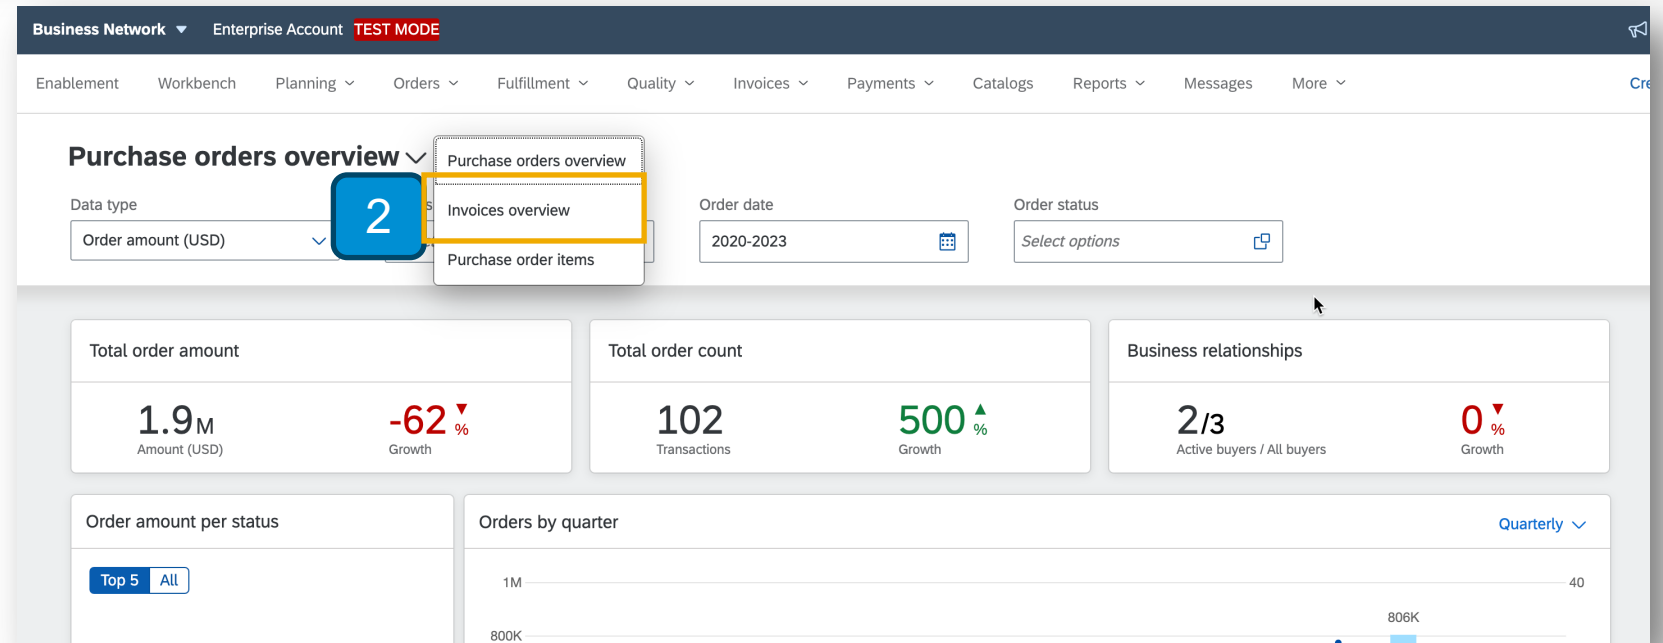 Business Network Enterprise Account TEST MODE
Enablement Workbench Planning Orders Fulfillment Quality Invoices Payments Catalogs Reports Messages More
Purchase orders overview
Purchase orders overview
Invoices overview
Purchase order items
2
Data type
Order amount (USD)
Order date
2020-2023
Order status
Select options
Total order amount
1.9 M
Amount (USD)
-62 %
Growth
Total order count
102
Transactions
500 %
Growth
Business relationships
2/3
Active buyers / All buyers
0 %
Growth
Order amount per status
Top 5 All
Orders by quarter
Quarterly
1M
40
806K
800K